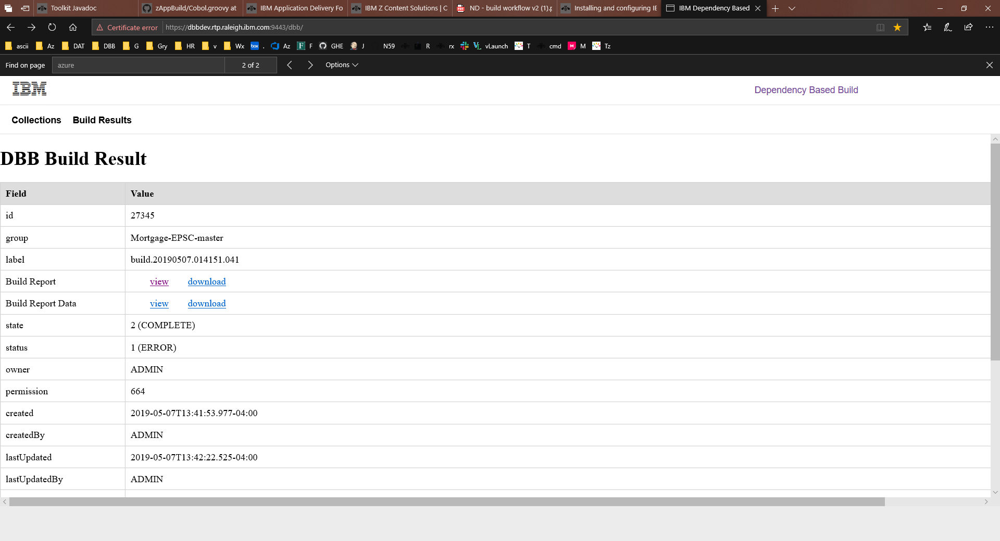 Toolkit Javadoc zAppBuild/Cobol.groovy at IBM Application Delivery Fo IBM Z Content Solutions | C ND - build workflow v2 (1).p Installing and configuring IE IBM Dependency Based
Certificate error https://dbbdev.rtp.raleigh.ibm.com:9443/dbb/
ascii Az DAT DBB G Gry HR v Wx box . Az F F GHE J N59 R rx vLaunch T cmd M M Tz
Find on page azure 2 of 2 Options
IBM Dependency Based Build
Collections Build Results
DBB Build Result
Field Value
id 27345
group Mortgage-EPSC-master
label build.20190507.014151.041
Build Report view download
Build Report Data view download
state 2 (COMPLETE)
status 1 (ERROR)
owner ADMIN
permission 664
created 2019-05-07T13:41:53.977-04:00
createdBy ADMIN
lastUpdated 2019-05-07T13:42:22.525-04:00
lastUpdatedBy ADMIN